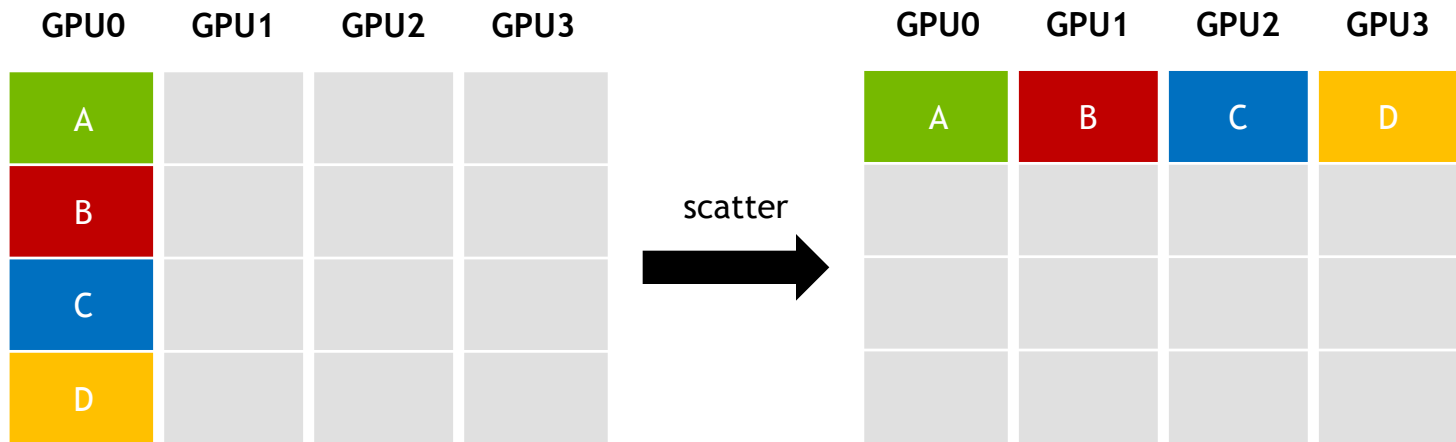 GPU0 GPU1 GPU2 GPU3
A
B
C
D
scatter
GPU0 GPU1 GPU2 GPU3
A B C D